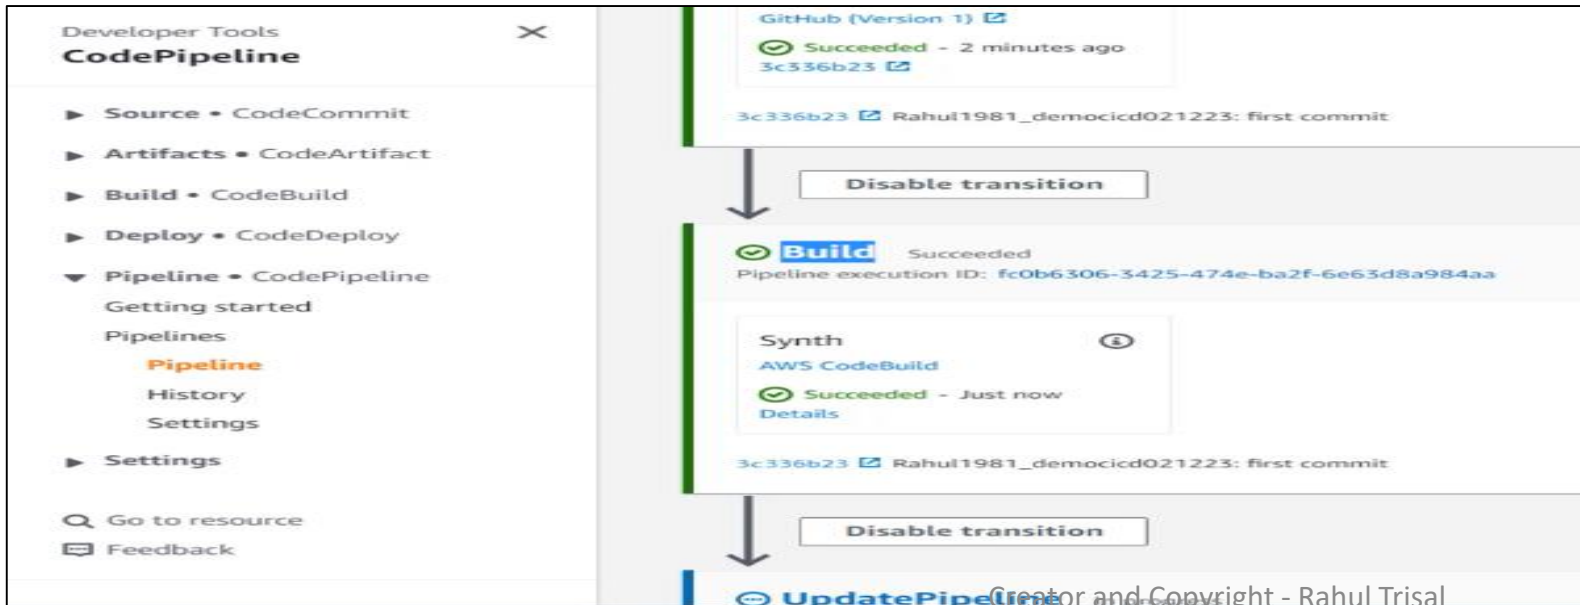 Developer Tools
CodePipeline
Source • CodeCommit
Artifacts • CodeArtifact
Build • CodeBuild
Deploy • CodeDeploy
Pipeline • CodePipeline
Getting started
Pipelines
Pipeline
History
Settings
Settings
Go to resource
Feedback
GitHub (Version 1)
Succeeded - 2 minutes ago
3c336b23
3c336b23 Rahul1981_democicd021223: first commit
Disable transition
Build Succeeded
Pipeline execution ID: fc0b6306-3425-474e-ba2f-6e63d8a984aa
Synth
AWS CodeBuild
Succeeded - Just now
Details
3c336b23 Rahul1981_democicd021223: first commit
Disable transition
UpdatePipeline
Creator and Copyright - Rahul Trisal